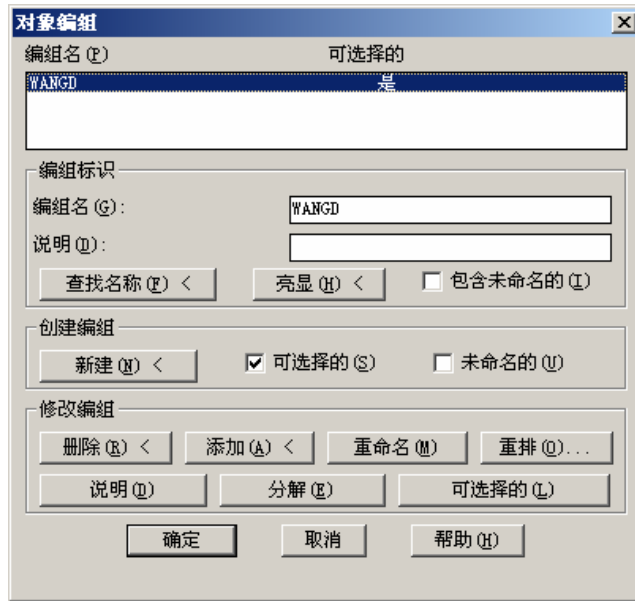 对象编组
编组名(P) 可选择的
WANGD 是
编组标识
编组名(G): WANGD
说明(D):
查找名称(F) < 亮显(H) < 包含未命名的(I)
创建编组
新建(N) < 可选择的(S) 未命名的(U)
修改编组
删除(R) < 添加(A) < 重命名(M) 重排(O)...
说明(D) 分解(E) 可选择的(L)
确定 取消 帮助(H)